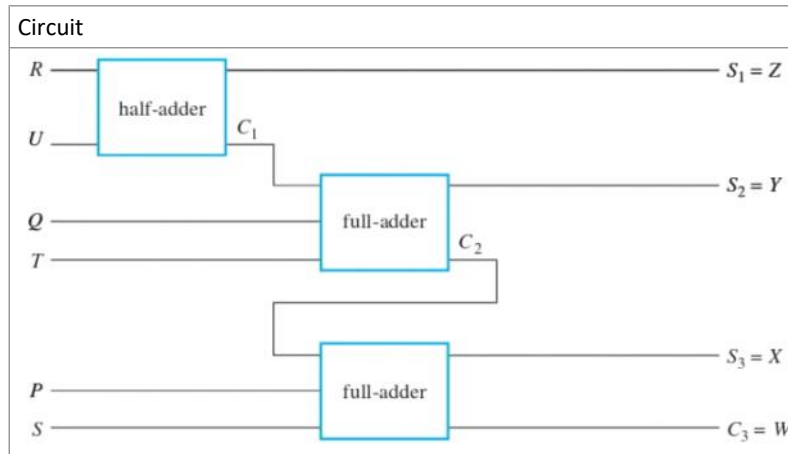 Circuit
R
S₁ = Z
half-adder
U
C₁
S₂ = Y
Q
full-adder
T
C₂
S₃ = X
P
full-adder
S
C₃ = W